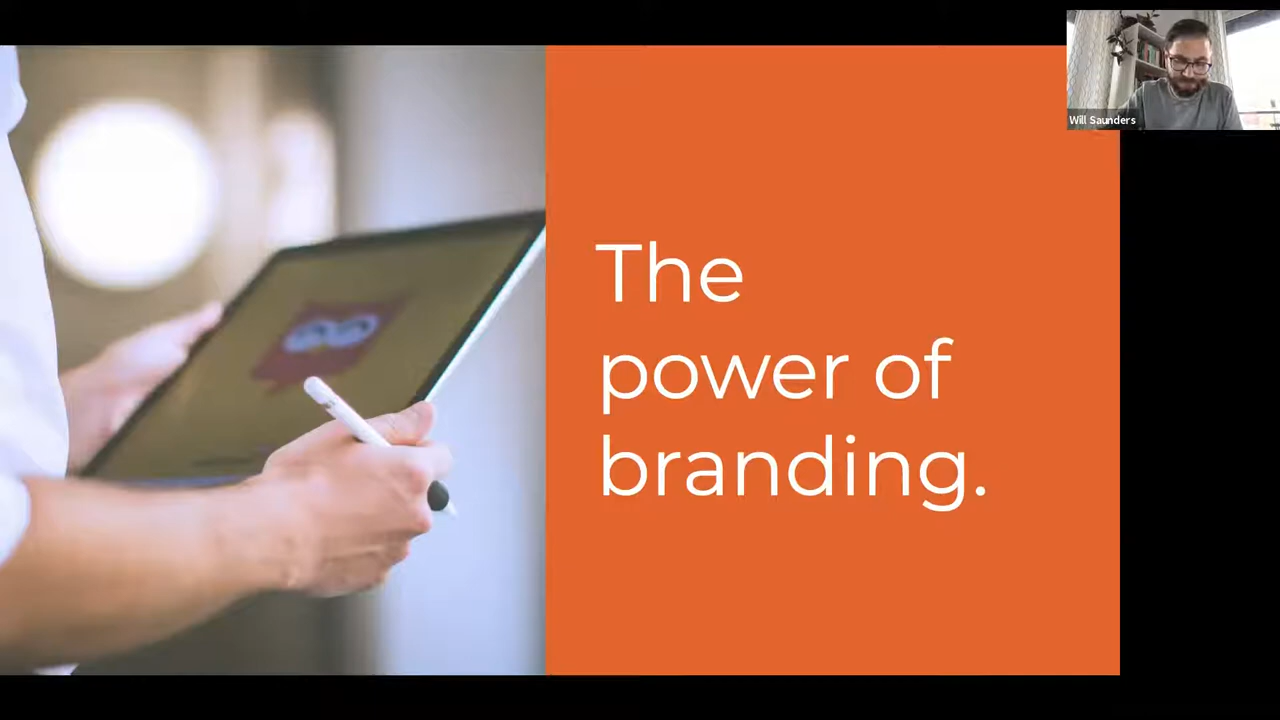 Will Saunders
The
power of
branding.